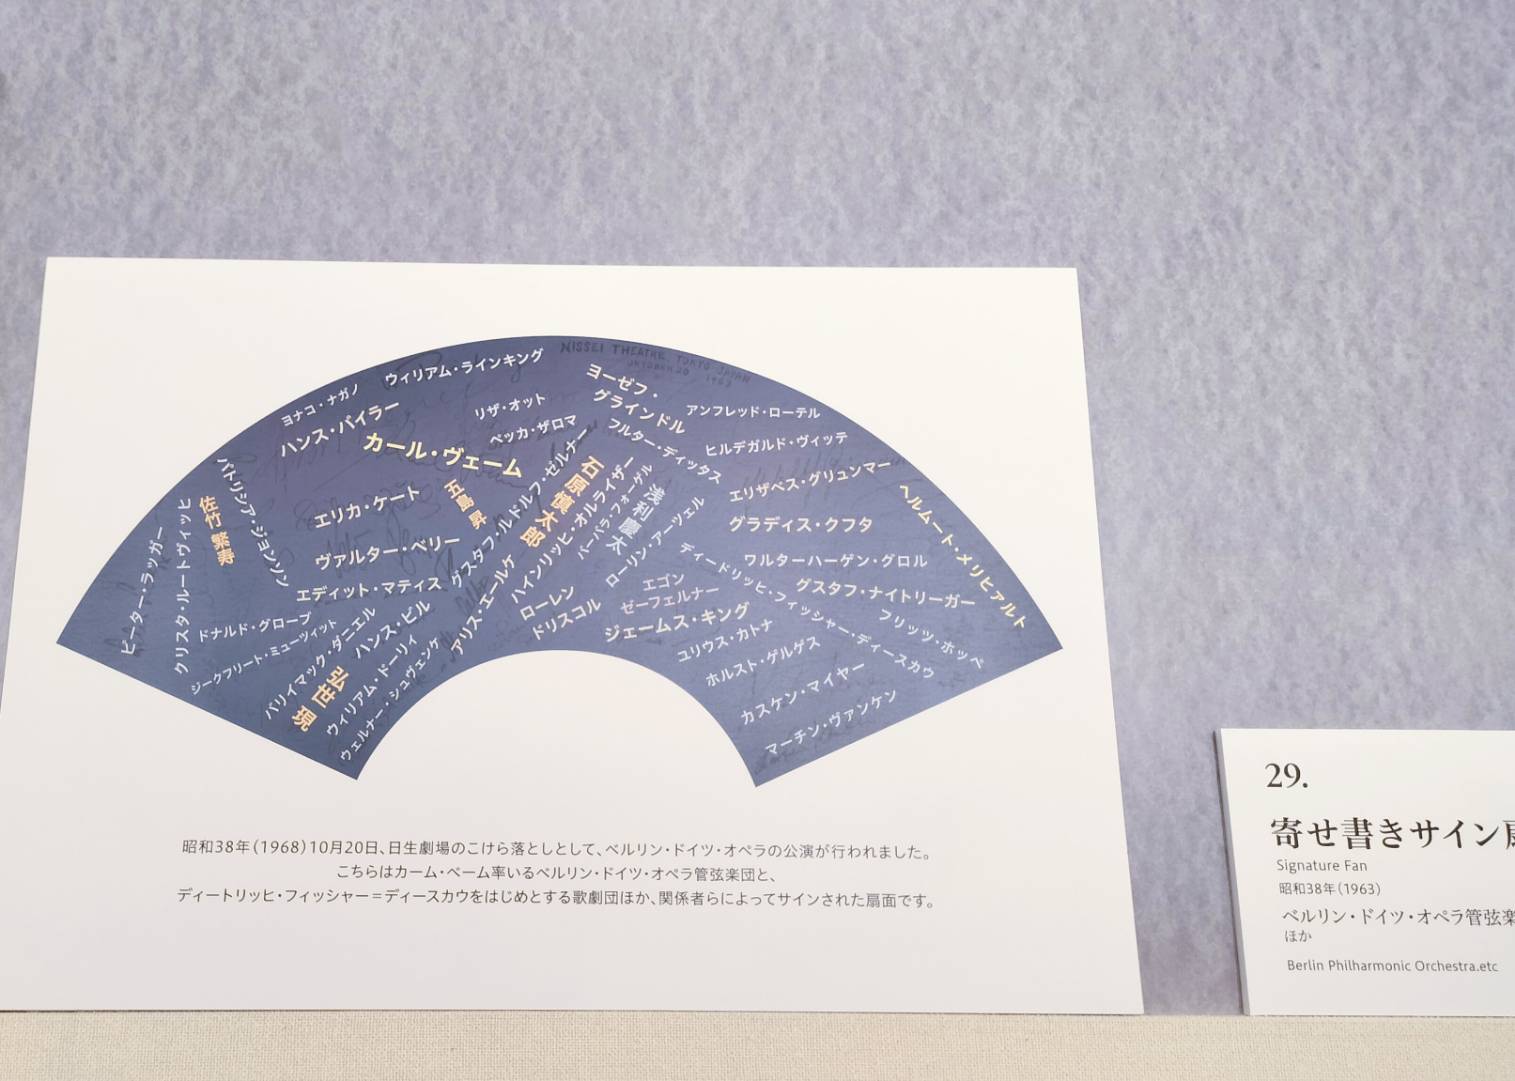 NISSEI THEATRE, TOKYO JAPAN
OKTOBER 20 1963
ヨナコ・ナガノ
ウィリアム・ラインキング
ハンス・バイラー
カール・ヴェーム
リザ・オット
ペッカ・ザロマ
ヨーゼフ・
グラインドル
アンフレッド・ローテル
フルター・ディッタス
ヒルデガルド・ヴィッテ
エリザベス・グリュンマー
グラディス・クフタ
ヘルムート・メリヒアルト
パトリシア・ジョンソン
佐竹 繁寿
エリカ・ケート
五島 昇
グスタフ・ルドルフ・ゼルナー
石原慎太郎
ハインリッヒ・オルライザー
バーバラ・フォーゲル
浅利慶太
ローリン・アーツェル
ワルターハーゲン・グロル
ディードリッヒ・フィッシャー・ディースカウ
グスタフ・ナイトリーガー
フリッツ・ホッペ
ピーター・ラッガー
クリスタ・ルートヴィッヒ
ヴァルター・ベリー
エディット・マティス
ドナルド・グローブ
ジークフリート・ミューツィット
バリイマック・ダニエル
ハンス・ピル
弘世 現
ウィリアム・ドーリィ
ウェルナー・シュヴェンケ
アリス・エールケ
ローレン
ドリスコル
エゴン
ゼーフェルナー
ジェームス・キング
ユリウス・カトナ
ホルスト・ゲルゲス
カスケン・マイヤー
マーチン・ヴァンケン
昭和38年(1968)10月20日、日生劇場のこけら落としとして、ベルリン・ドイツ・オペラの公演が行われました。
こちらはカーム・ベーム率いるベルリン・ドイツ・オペラ管弦楽団と、
ディートリッヒ・フィッシャー=ディースカウをはじめとする歌劇団ほか、関係者らによってサインされた扇面です。
29.
寄せ書きサイン扇
Signature Fan
昭和38年(1963)
ベルリン・ドイツ・オペラ管弦楽
ほか
Berlin Philharmonic Orchestra.etc